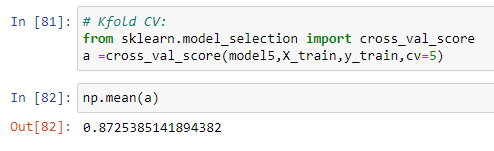 In [81]: # Kfold CV:
from sklearn.model_selection import cross_val_score
a =cross_val_score(model5,X_train,y_train,cv=5)
In [82]: np.mean(a)
Out[82]: 0.8725385141894382